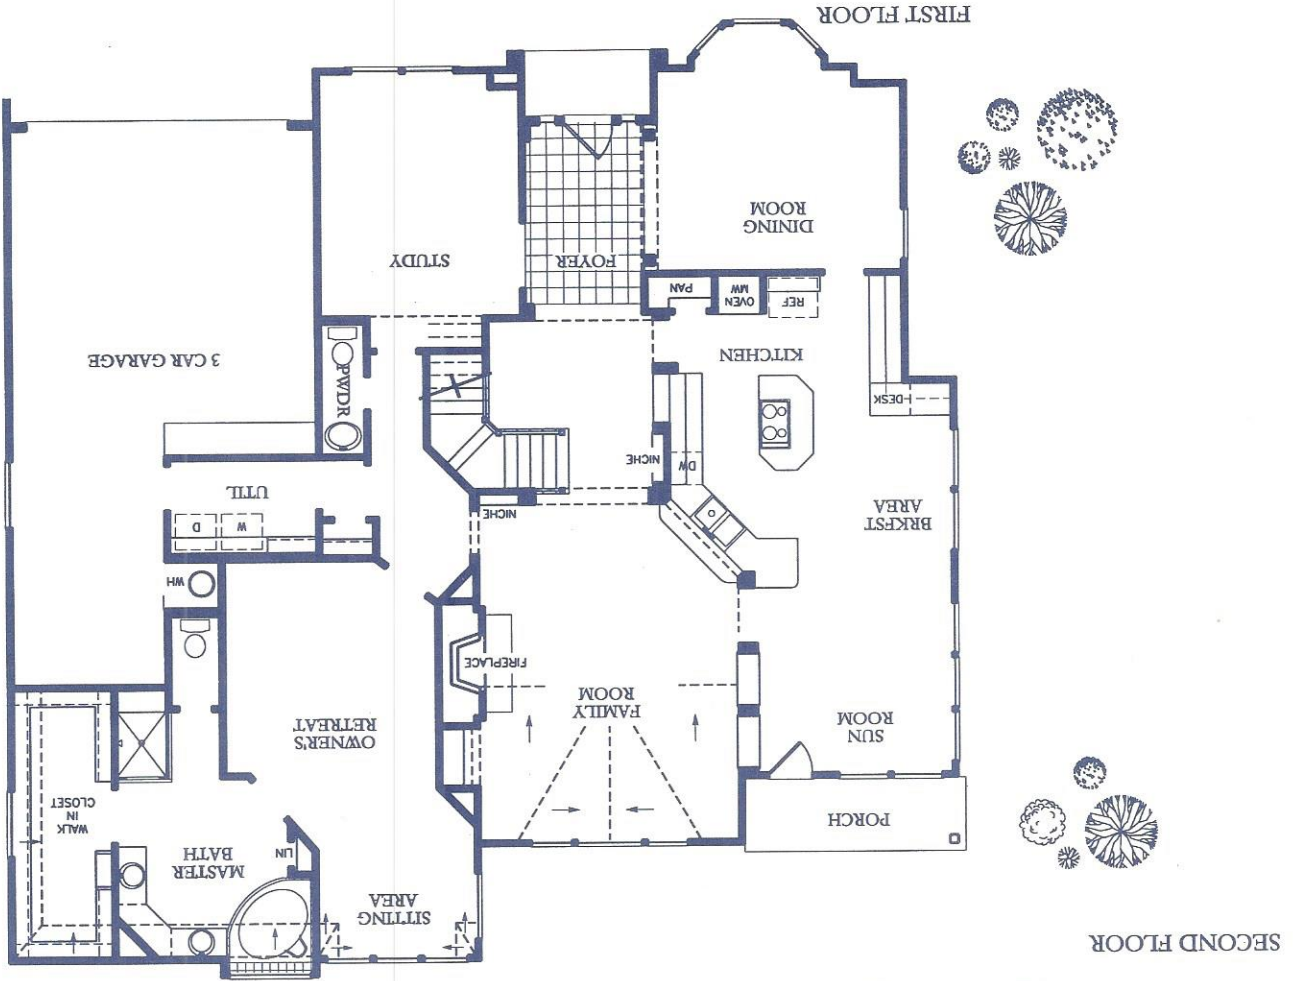 SECOND FLOOR
SITTING
AREA
MASTER
BATH
LIN
WALK
IN
CLOSET
PORCH
SUN
ROOM
OWNER'S
RETREAT
FAMILY
ROOM
FIREPLACE
WH
BRKFST
AREA
W
D
NICHE
UTIL
DW
NICHE
DESK
PWDR
3 CAR GARAGE
KITCHEN
REF
OVEN
MW
PAN
FOYER
STUDY
DINING
ROOM
FIRST FLOOR